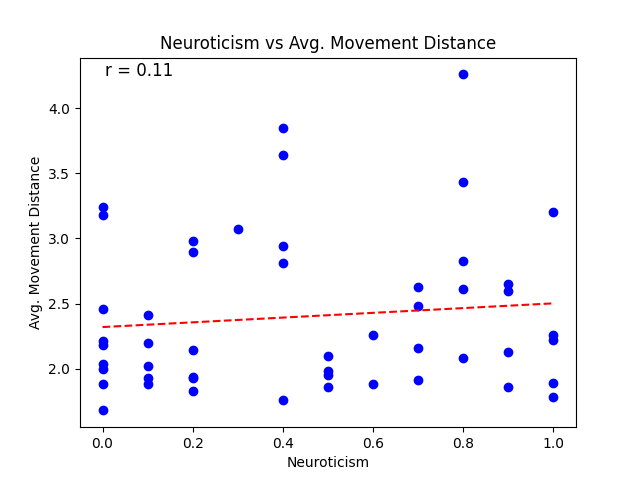 Neuroticism vs Avg. Movement Distance
r = 0.11
4.0
3.5
3.0
2.5
2.0
Avg. Movement Distance
0.0 0.2 0.4 0.6 0.8 1.0
Neuroticism